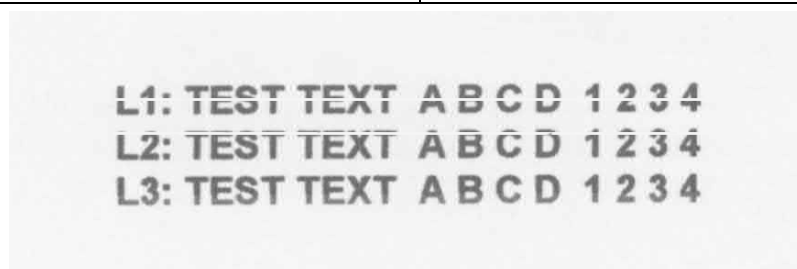 L1: TEST TEXT A B C D 1 2 3 4
L2: TEST TEXT A B C D 1 2 3 4
L3: TEST TEXT A B C D 1 2 3 4